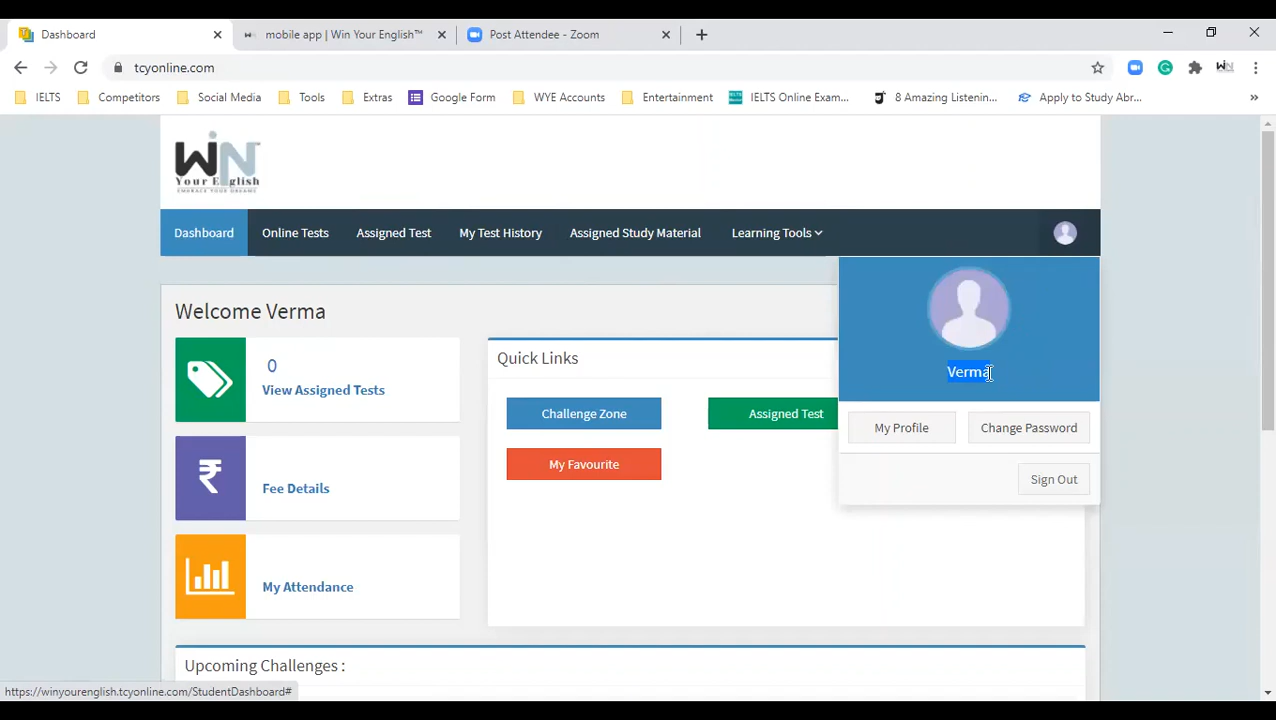 Dashboard
mobile app | Win Your English™
Post Attendee - Zoom
tcyonline.com
IELTS
Competitors
Social Media
Tools
Extras
Google Form
WYE Accounts
Entertainment
IELTS Online Exam...
8 Amazing Listenin...
Apply to Study Abr...
»
WiN™
Your English
EMBRACE YOUR DREAMS
Dashboard
Online Tests
Assigned Test
My Test History
Assigned Study Material
Learning Tools
Welcome Verma
0
View Assigned Tests
₹
Fee Details
My Attendance
Quick Links
Challenge Zone
Assigned Test
My Favourite
Verma
My Profile
Change Password
Sign Out
Upcoming Challenges :
https://winyourenglish.tcyonline.com/StudentDashboard#